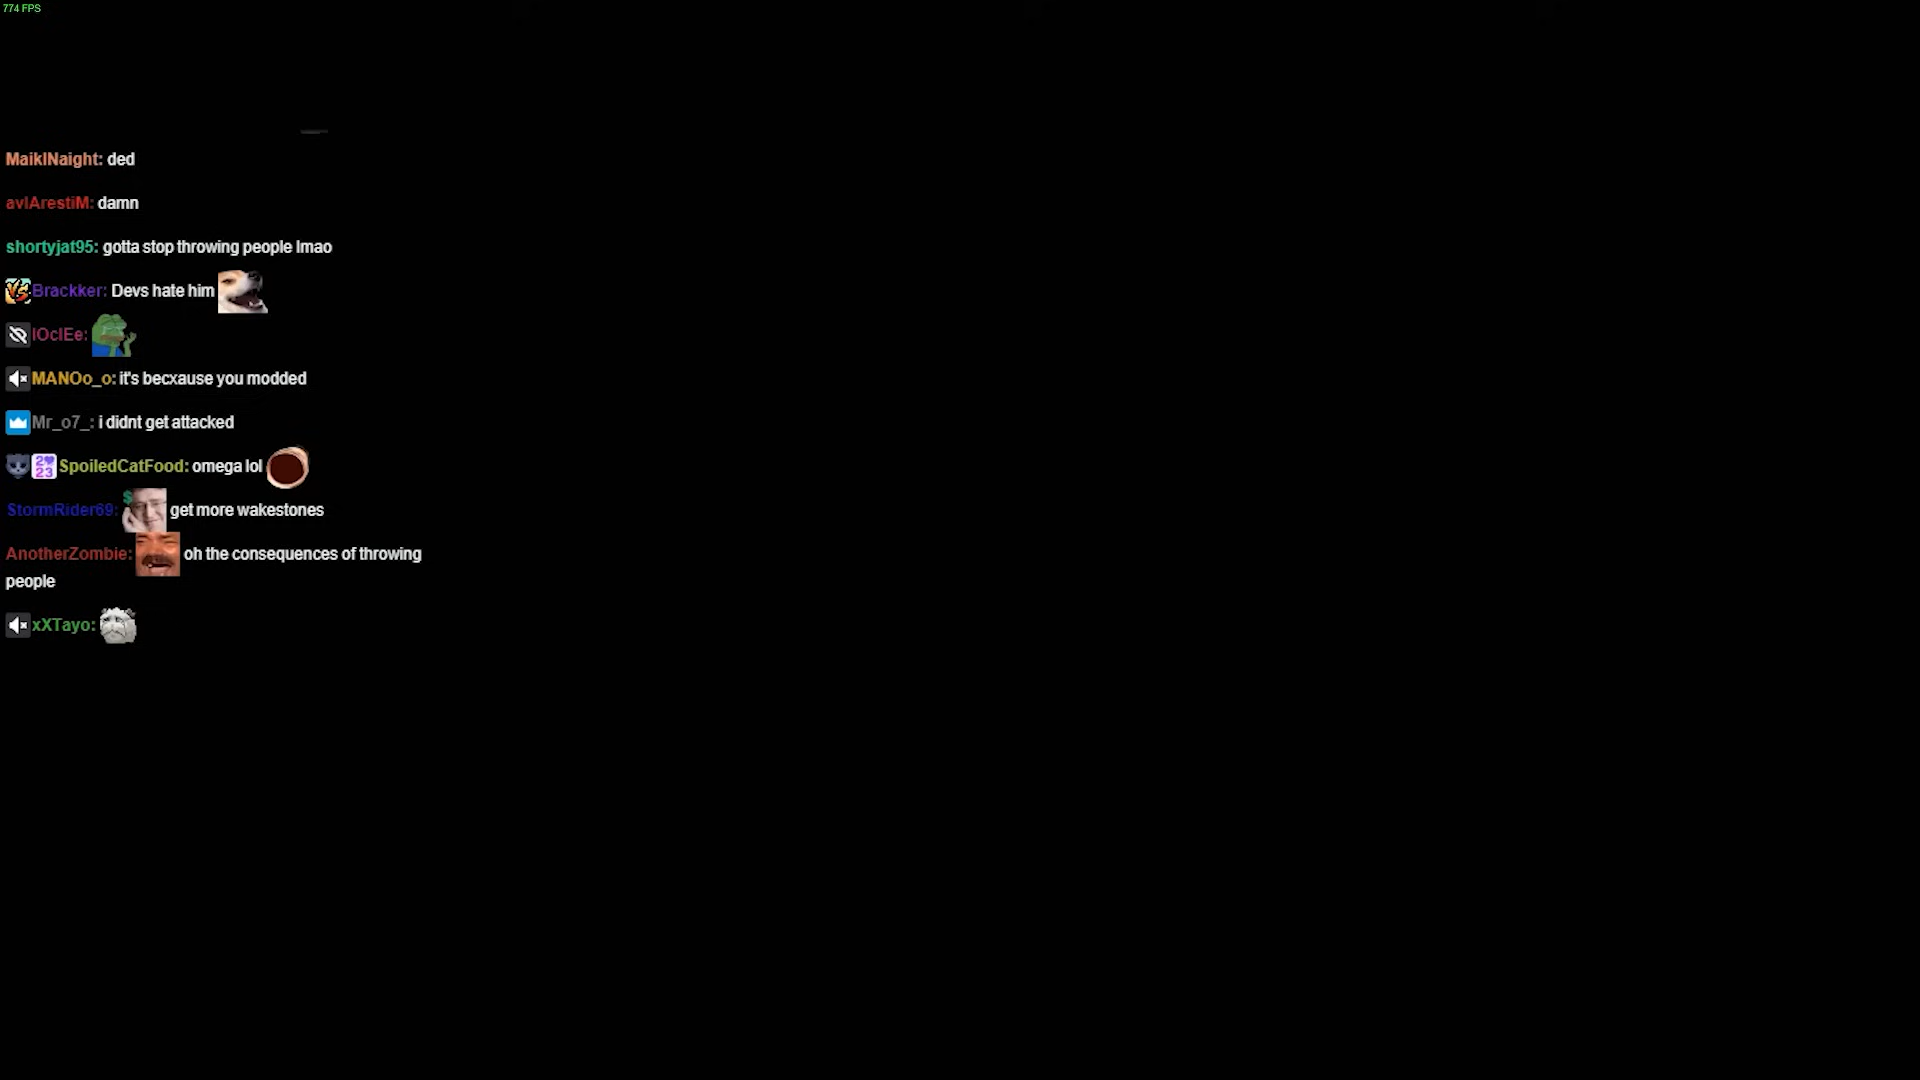 774 FPS
MaiklNaight: ded
avlArestiM: damn
shortyjat95: gotta stop throwing people lmao
Brackker: Devs hate him
lOclEe:
MANOo_o: it's becxause you modded
Mr_o7_: i didnt get attacked
SpoiledCatFood: omega lol
StormRider69: get more wakestones
AnotherZombie: oh the consequences of throwing
people
xXTayo: